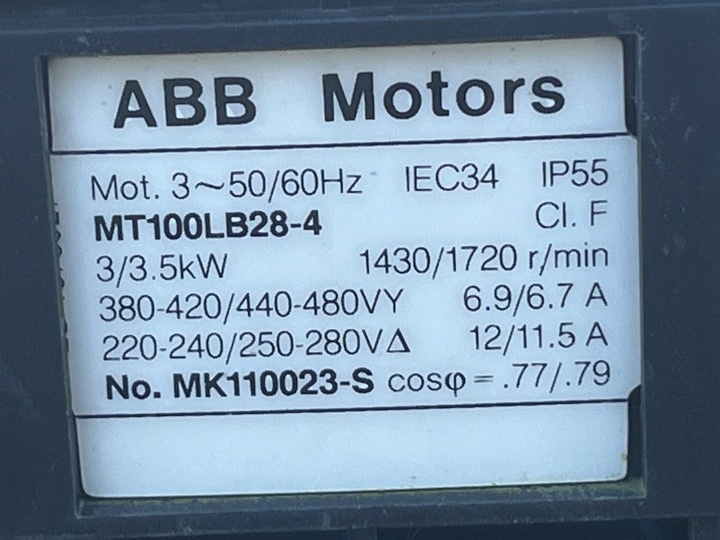 ABB Motors
Mot. 3~50/60Hz IEC34 IP55
MT100LB28-4 Cl. F
3/3.5kW 1430/1720 r/min
380-420/440-480VY 6.9/6.7 A
220-240/250-280VΔ 12/11.5 A
No. MK110023-S cosφ = .77/.79